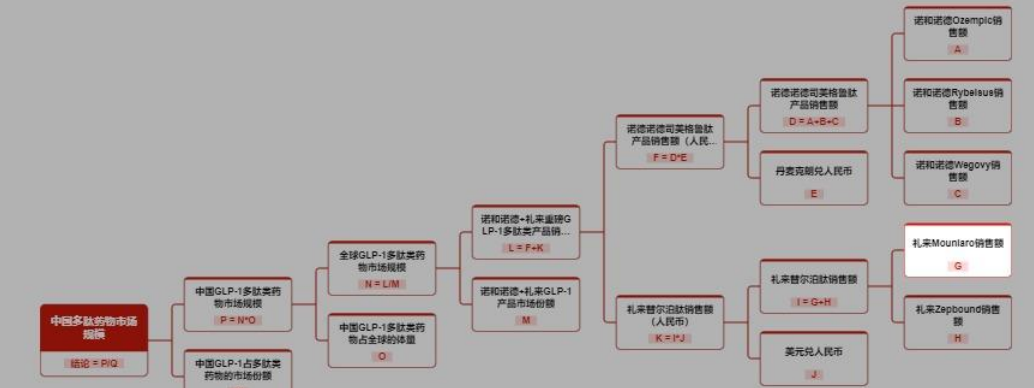 诺和诺德Ozempic销
售额
A
诺和诺德Rybelsus销
售额
B
诺和诺德Wegovy销
售额
C
诺德诺德司美格鲁肽
产品销售额
D = A+B+C
丹麦克朗兑人民币
E
诺德诺德司美格鲁肽
产品销售额（人民...
F = D*E
礼来Mounjaro销售额
G
礼来Zepbound销售
额
H
礼来替尔泊肽销售额
I = G+H
美元兑人民币
J
礼来替尔泊肽销售额
（人民币）
K = I*J
诺和诺德+礼来重磅G
LP-1多肽类产品销...
L = F+K
诺和诺德+礼来GLP-1
产品市场份额
M
全球GLP-1多肽类药
物市场规模
N = L/M
中国GLP-1多肽类药
物占全球的体量
O
中国GLP-1多肽类药
物市场规模
P = N*O
中国GLP-1占多肽类
药物的市场份额
中国多肽药物市场
规模
结论 = P/Q